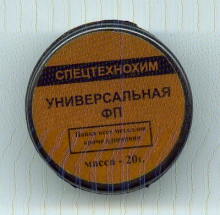 СПЕЦТЕХНОХИМ
УНИВЕРСАЛЬНАЯ
ФП
Пайка всех металлов
кроме алюминия
масса - 20г.